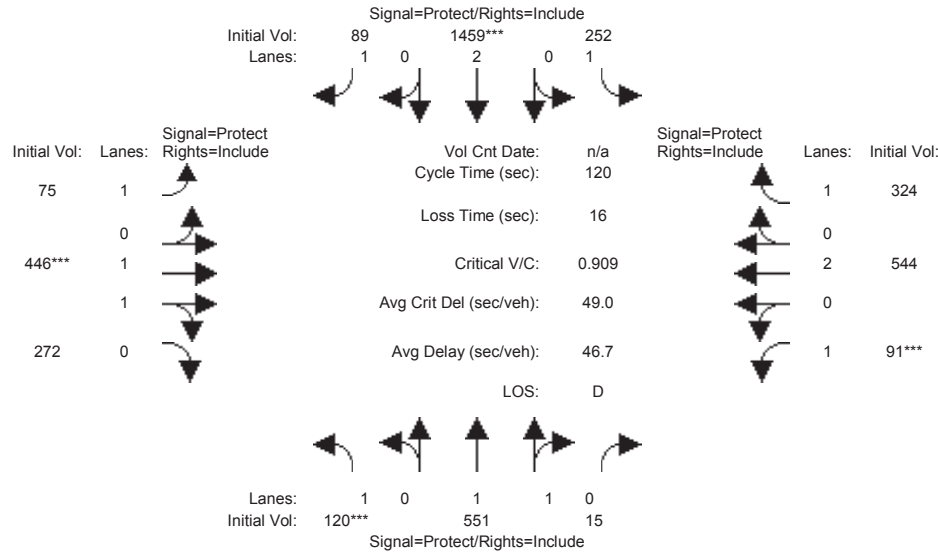 Signal=Protect/Rights=Include
Initial Vol: 89 1459*** 252
Lanes: 1 0 2 0 1
Signal=Protect
Initial Vol: Lanes: Rights=Include
75 1
0
446*** 1
1
272 0
Vol Cnt Date: n/a
Cycle Time (sec): 120
Loss Time (sec): 16
Critical V/C: 0.909
Avg Crit Del (sec/veh): 49.0
Avg Delay (sec/veh): 46.7
LOS: D
Signal=Protect
Rights=Include Lanes: Initial Vol:
1 324
0
2 544
0
1 91***
Lanes: 1 0 1 1 0
Initial Vol: 120*** 551 15
Signal=Protect/Rights=Include